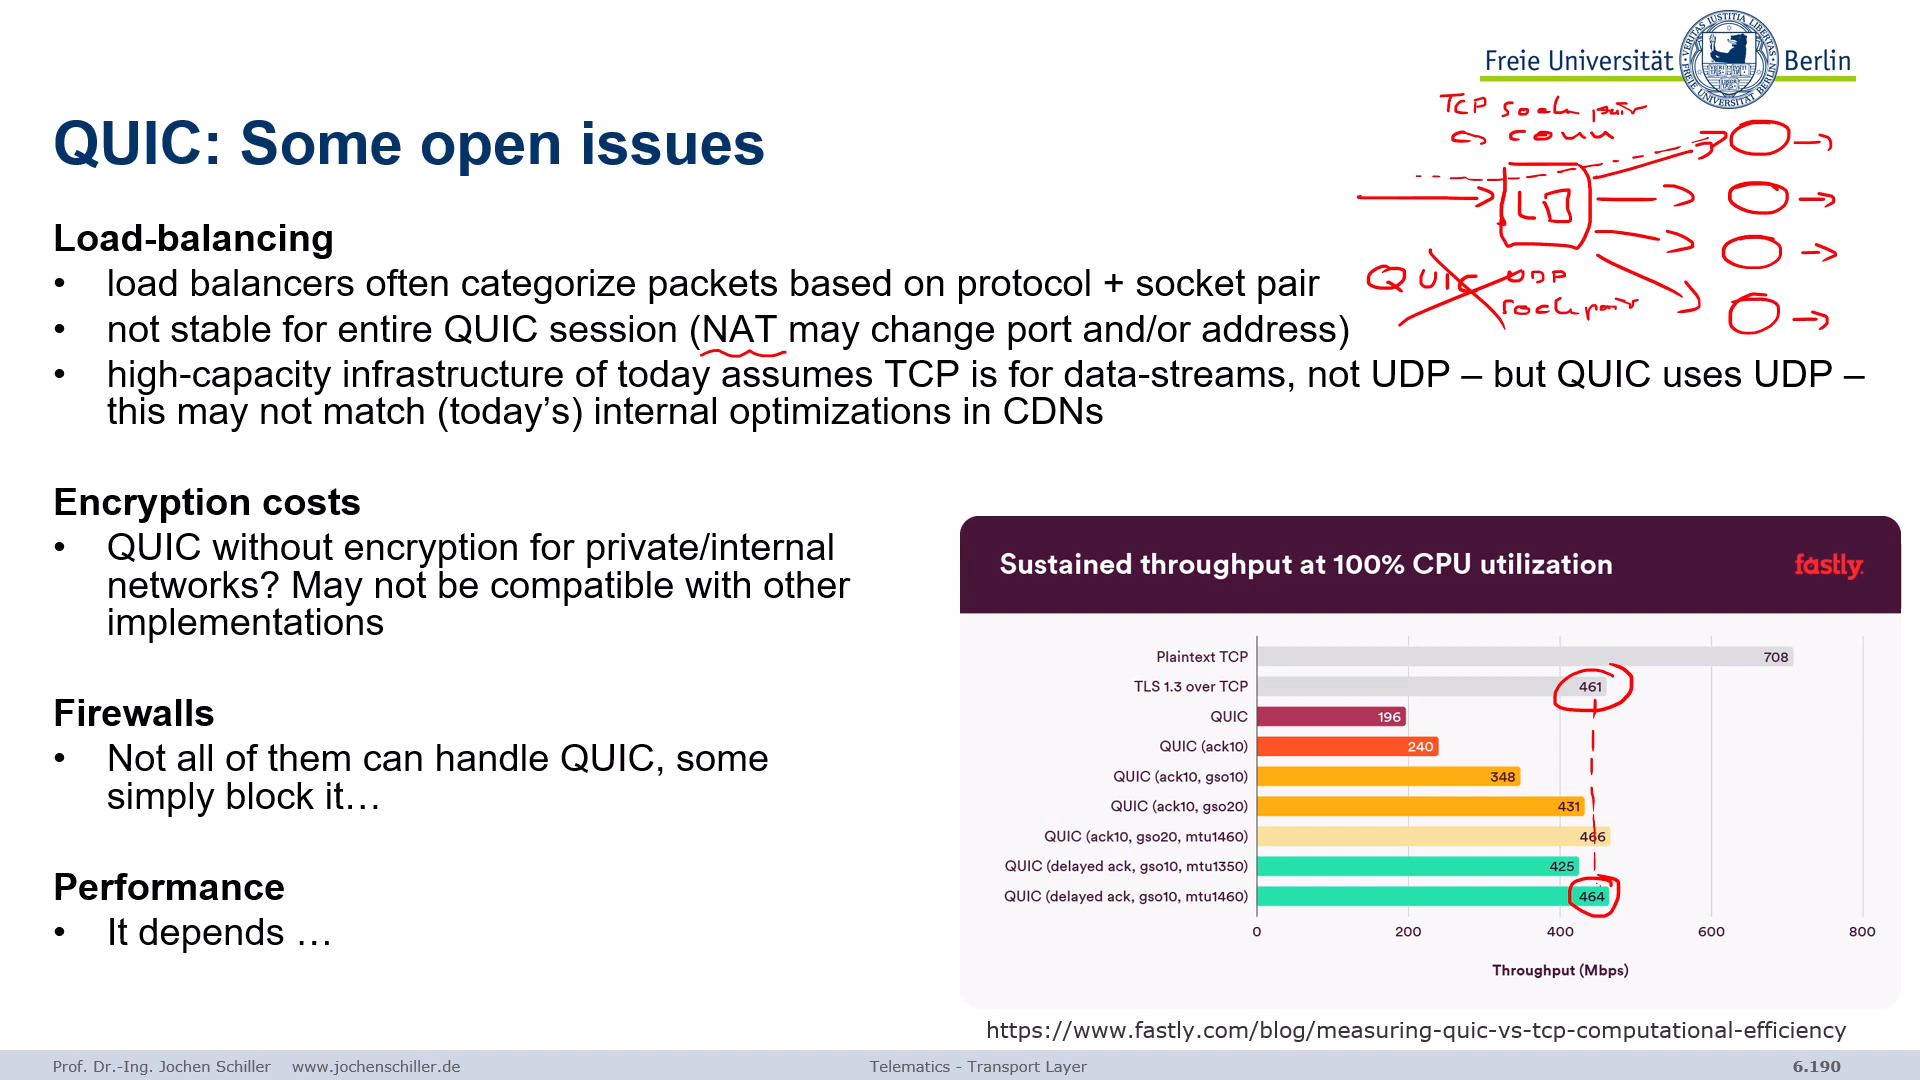 Freie Universität Berlin
TCP sock pair
conn
QUIC: Some open issues
Load-balancing
• load balancers often categorize packets based on protocol + socket pair
QUIC UDP
sock pair
• not stable for entire QUIC session (NAT may change port and/or address)
• high-capacity infrastructure of today assumes TCP is for data-streams, not UDP – but QUIC uses UDP –
this may not match (today’s) internal optimizations in CDNs
Encryption costs
• QUIC without encryption for private/internal
networks? May not be compatible with other
implementations
Firewalls
• Not all of them can handle QUIC, some
simply block it…
Performance
• It depends …
Sustained throughput at 100% CPU utilization
fastly
Plaintext TCP 708
TLS 1.3 over TCP 461
QUIC 196
QUIC (ack10) 240
QUIC (ack10, gso10) 348
QUIC (ack10, gso20) 431
QUIC (ack10, gso20, mtu1460) 466
QUIC (delayed ack, gso10, mtu1350) 425
QUIC (delayed ack, gso10, mtu1460) 464
0 200 400 600 800
Throughput (Mbps)
https://www.fastly.com/blog/measuring-quic-vs-tcp-computational-efficiency
Prof. Dr.-Ing. Jochen Schiller www.jochenschiller.de Telematics - Transport Layer 6.190